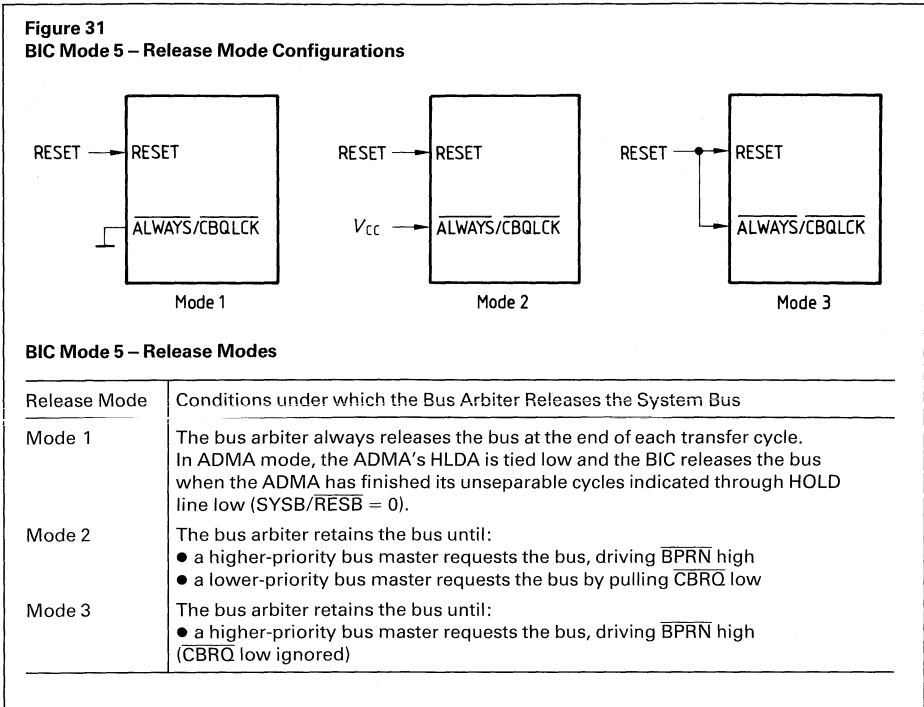 Figure 31
BIC Mode 5 – Release Mode Configurations
RESET RESET
ALWAYS/CBQLCK
Mode 1
RESET RESET
VCC ALWAYS/CBQLCK
Mode 2
RESET RESET
ALWAYS/CBQLCK
Mode 3
BIC Mode 5 – Release Modes
Release Mode Conditions under which the Bus Arbiter Releases the System Bus
Mode 1 The bus arbiter always releases the bus at the end of each transfer cycle.
In ADMA mode, the ADMA's HLDA is tied low and the BIC releases the bus
when the ADMA has finished its unseparable cycles indicated through HOLD
line low (SYSB/RESB = 0).
Mode 2 The bus arbiter retains the bus until:
● a higher-priority bus master requests the bus, driving BPRN high
● a lower-priority bus master requests the bus by pulling CBRQ low
Mode 3 The bus arbiter retains the bus until:
● a higher-priority bus master requests the bus, driving BPRN high
(CBRQ low ignored)